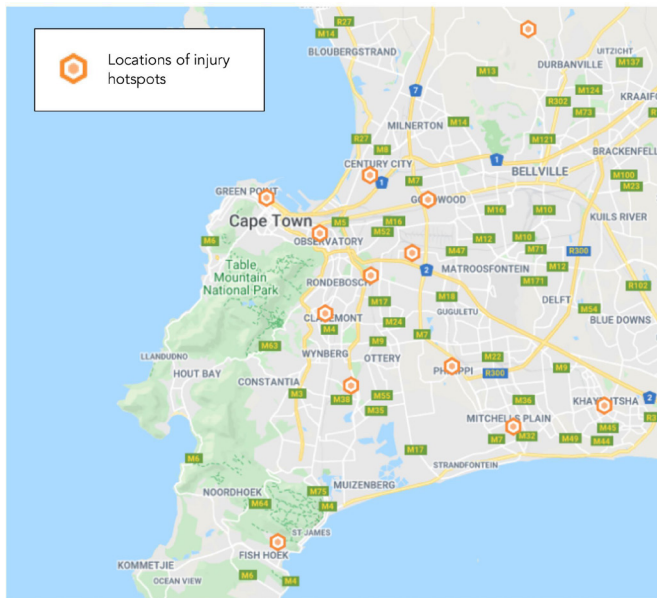 Locations of injury
hotspots
R27
M14
BLOUBERGSTRAND
UITZICHT
M137
DURBANVILLE
M13
7
M124
R302
KRAAIF
M73
MILNERTON
M14
R27
M121
M8
BRACKENFELL
CENTURY CITY
1
BELLVILLE
1
M7
M100
GREEN POINT
M23
Cape Town
M5
M16
M16
M10
KUILS RIVER
M52
M6
OBSERVATORY
M12
M10
M47
M71
R300
Table
Mountain
National Park
2
MATROOSFONTEIN
M12
RONDEBOSCH
M171
R102
M17
M18
DELFT
M54
GUGULETU
BLUE DOWNS
M24
M4
M7
M63
M9
WYNBERG
OTTERY
M22
LLANDUDNO
M9
HOUT BAY
R300
CONSTANTIA
M3
M38
M55
2
M36
M35
MITCHELLS PLAIN
M45
M7
M32
M49
M44
M17
M6
STRANDFONTEIN
MUIZENBERG
NOORDHOEK
M75
M64
M4
ST JAMES
FISH HOEK
KOMMETJIE
M6
OCEAN VIEW
M4